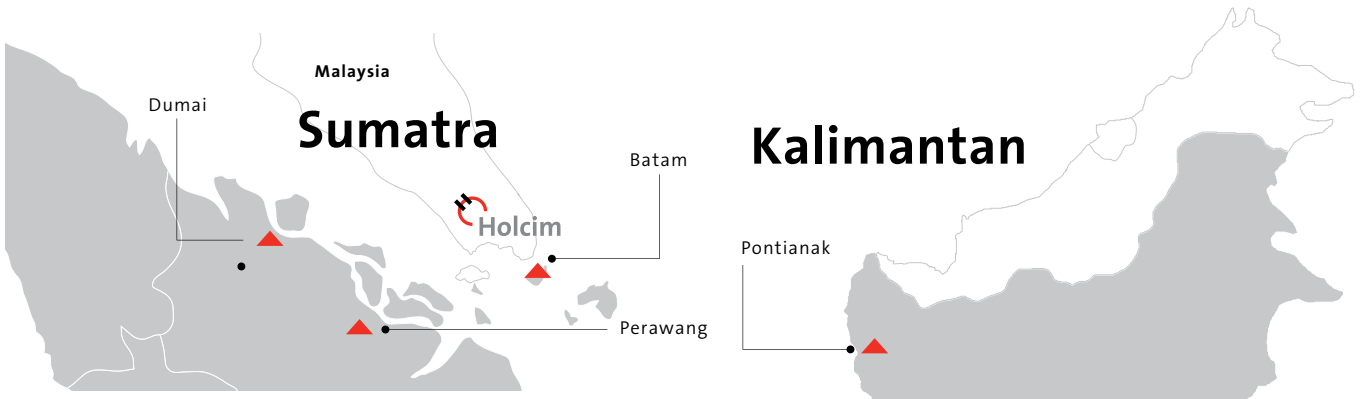 Malaysia
Dumai
Sumatra
Kalimantan
Batam
Holcim
Pontianak
Perawang